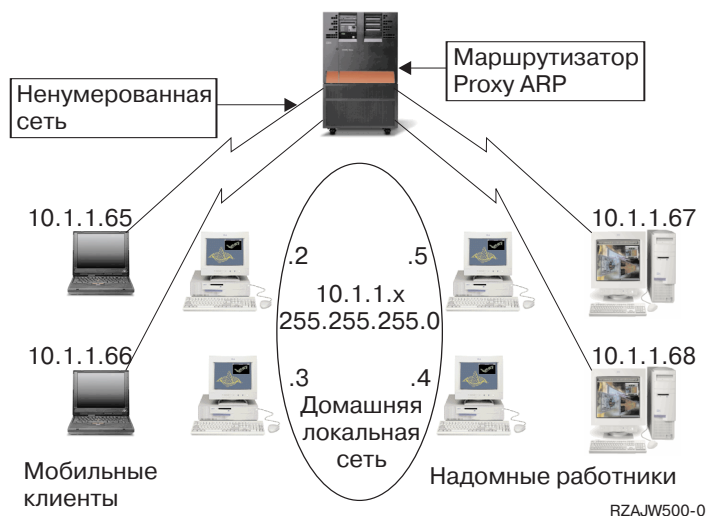 Маршрутизатор
Proxy ARP
Ненумерованная
сеть
10.1.1.65
10.1.1.67
.2
.5
10.1.1.x
255.255.255.0
10.1.1.66
10.1.1.68
.3
.4
Домашняя
локальная
сеть
Мобильные
клиенты
Надомные работники
RZAJW500-0